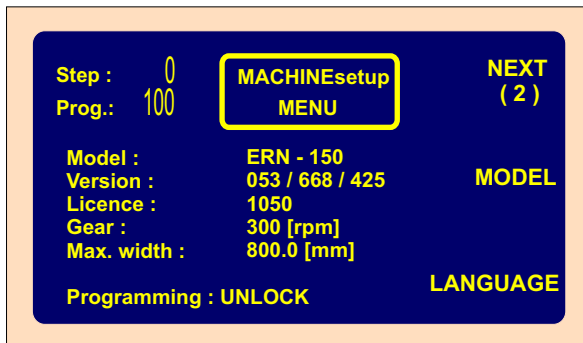 Step : 0
Prog.: 100
MACHINEsetup
MENU
NEXT
( 2 )
Model : ERN - 150
Version : 053 / 668 / 425
Licence : 1050
Gear : 300 [rpm]
Max. width : 800.0 [mm]
MODEL
Programming : UNLOCK
LANGUAGE